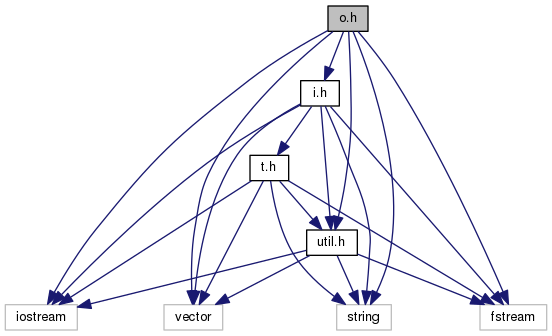 o.h
i.h
t.h
util.h
iostream
vector
string
fstream